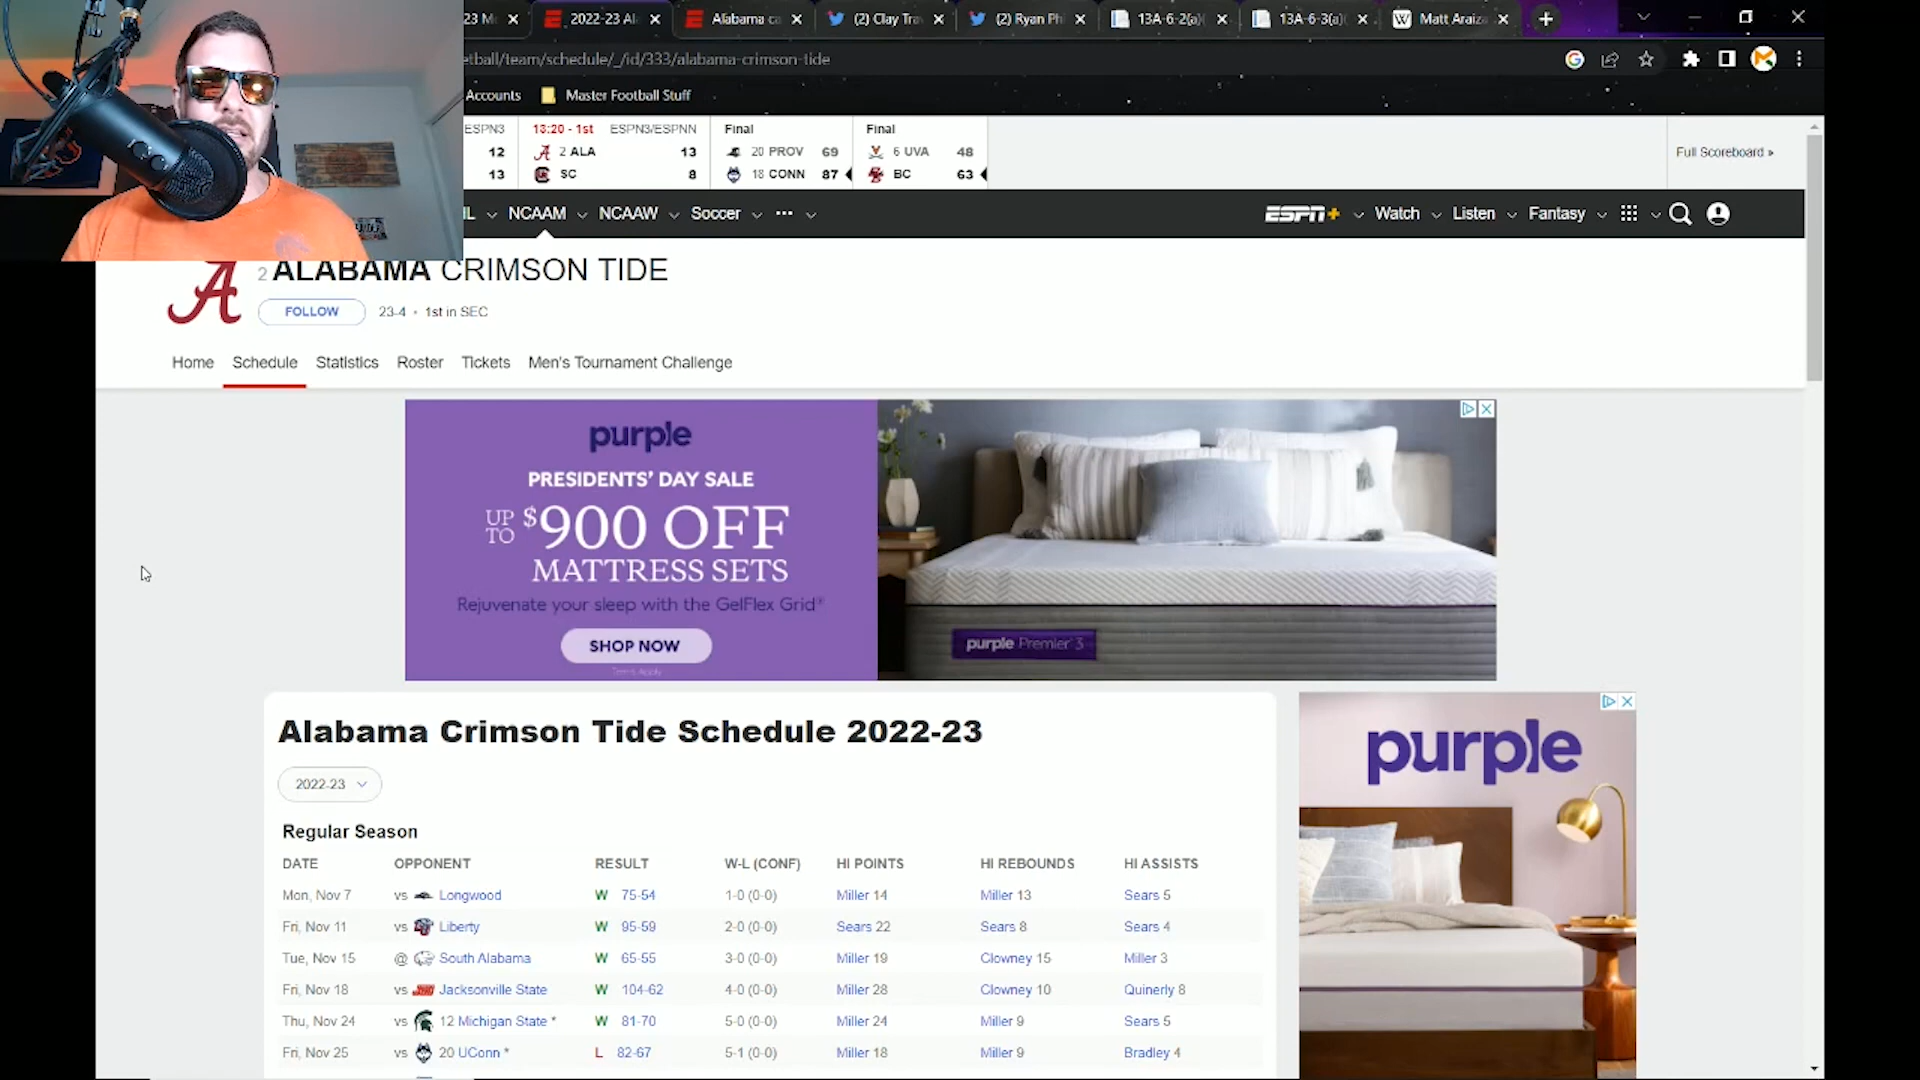 23 M
2022-23 Al
Alabama ca
(2) Clay Tra
(2) Ryan Ph
13A-6-2(a)(
13A-6-3(a)(
Matt Araiza
etball/team/schedule/_/id/333/alabama-crimson-tide
Accounts
Master Football Stuff
ESPN3
12
13
13:20 - 1st ESPN3/ESPNN
2 ALA 13
SC 8
Final
20 PROV 69
18 CONN 87
Final
6 UVA 48
BC 63
Full Scoreboard »
NCAAM NCAAW Soccer ···
ESPN+ Watch Listen Fantasy
2 ALABAMA CRIMSON TIDE
FOLLOW 23-4 • 1st in SEC
Home Schedule Statistics Roster Tickets Men's Tournament Challenge
purple
PRESIDENTS' DAY SALE
UP TO $900 OFF
MATTRESS SETS
Rejuvenate your sleep with the GelFlex Grid®
SHOP NOW
Terms Apply
purple Premier 3
Alabama Crimson Tide Schedule 2022-23
2022-23
Regular Season
DATE OPPONENT RESULT W-L (CONF) HI POINTS HI REBOUNDS HI ASSISTS
Mon, Nov 7 vs Longwood W 75-54 1-0 (0-0) Miller 14 Miller 13 Sears 5
Fri, Nov 11 vs Liberty W 95-59 2-0 (0-0) Sears 22 Sears 8 Sears 4
Tue, Nov 15 @ South Alabama W 65-55 3-0 (0-0) Miller 19 Clowney 15 Miller 3
Fri, Nov 18 vs Jacksonville State W 104-62 4-0 (0-0) Miller 28 Clowney 10 Quinerly 8
Thu, Nov 24 vs 12 Michigan State * W 81-70 5-0 (0-0) Miller 24 Miller 9 Sears 5
Fri, Nov 25 vs 20 UConn * L 82-67 5-1 (0-0) Miller 18 Miller 9 Bradley 4
purple